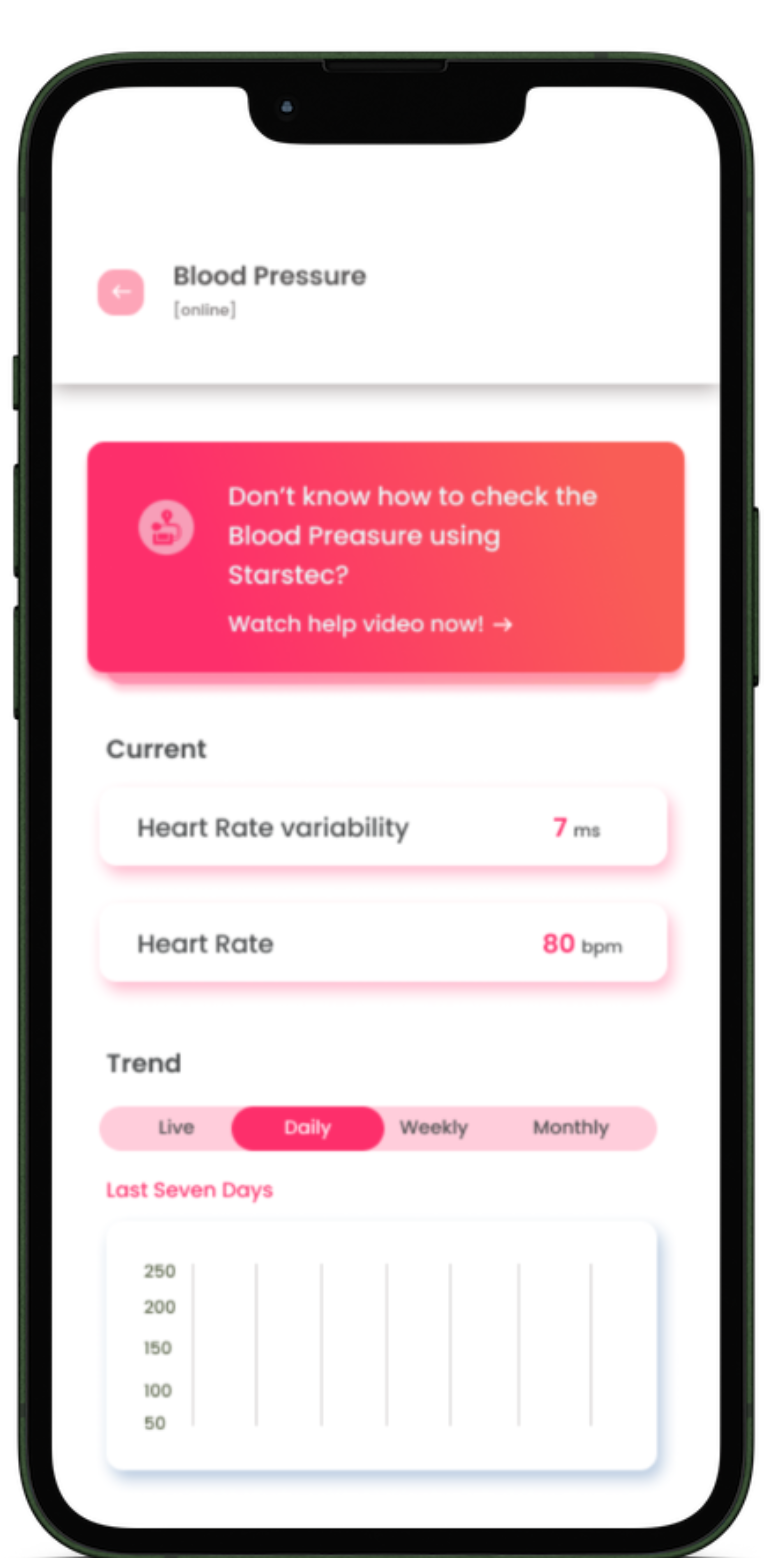 Blood Pressure
[online]
Don't know how to check the
Blood Preasure using
Starstec?
Watch help video now! →
Current
Heart Rate variability 7 ms
Heart Rate 80 bpm
Trend
Live Daily Weekly Monthly
Last Seven Days
250
200
150
100
50